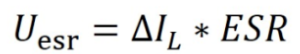 U_esr = ΔI_L * ESR